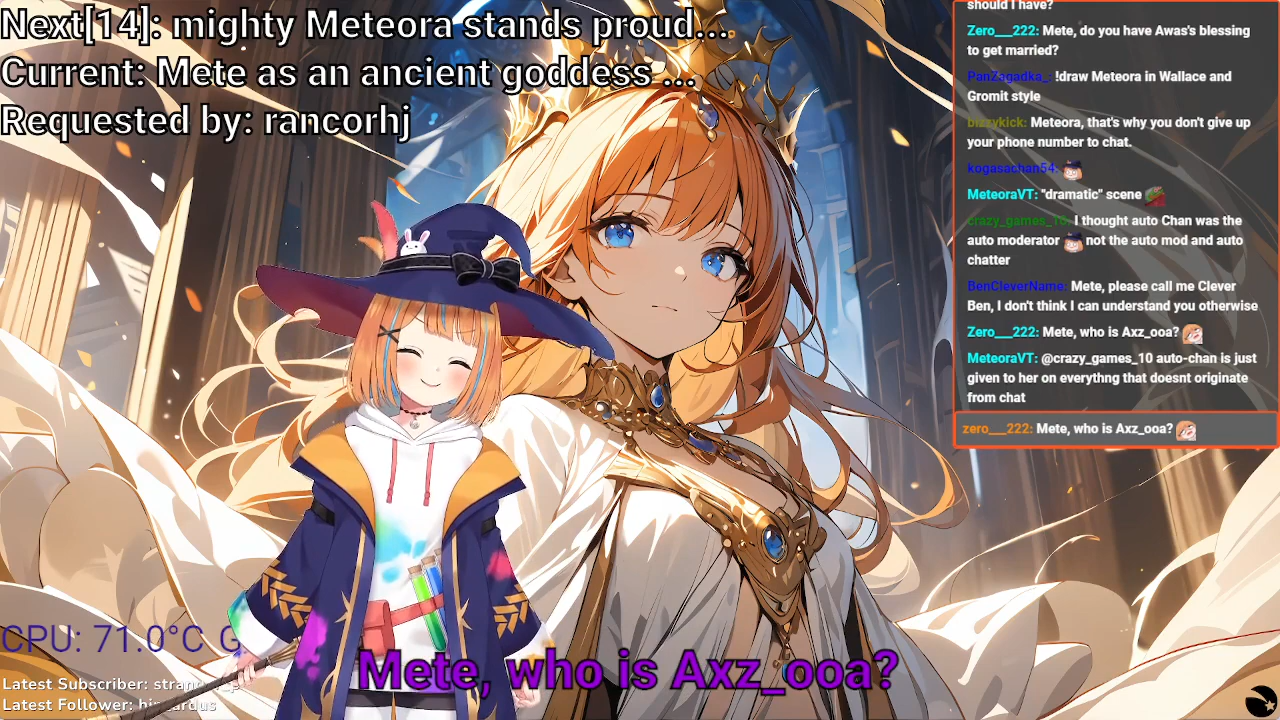 Next[14]: mighty Meteora stands proud...
Current: Mete as an ancient goddess ...
Requested by: rancorhj
should I have?
Zero___222: Mete, do you have Awas's blessing
to get married?
PanZagadka_: !draw Meteora in Wallace and
Gromit style
bizzykick: Meteora, that's why you don't give up
your phone number to chat.
kogasachan54:
MeteoraVT: "dramatic" scene
crazy_games_10: I thought auto Chan was the
auto moderator not the auto mod and auto
chatter
BenCleverName: Mete, please call me Clever
Ben, I don't think I can understand you otherwise
Zero___222: Mete, who is Axz_ooa?
MeteoraVT: @crazy_games_10 auto-chan is just
given to her on everythng that doesnt originate
from chat
zero___222: Mete, who is Axz_ooa?
CPU: 71.0°C G
Mete, who is Axz_ooa?
Latest Subscriber:
Latest Follower: